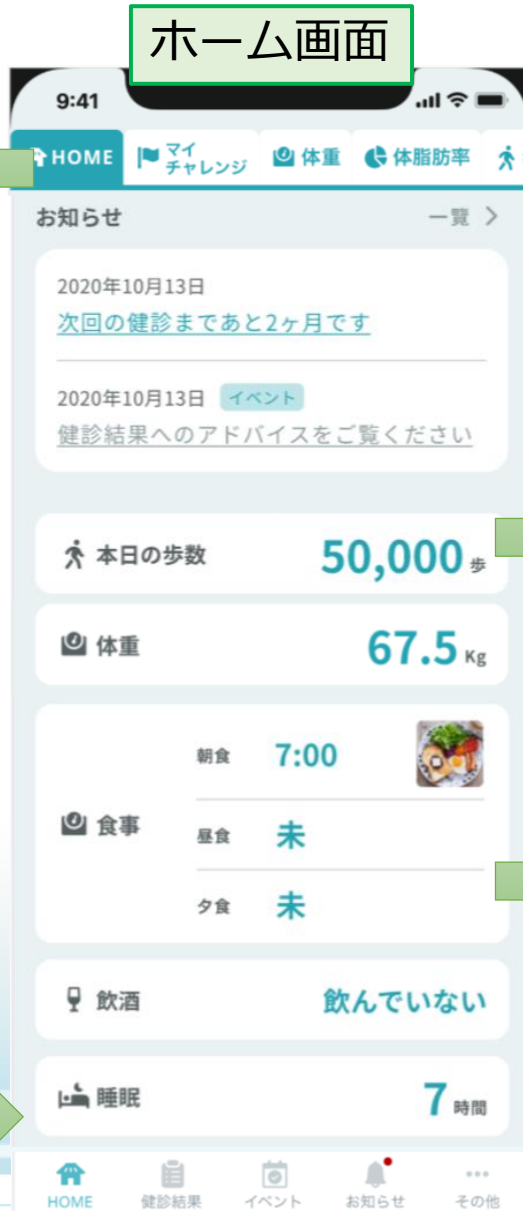 ホーム画面
9:41
HOME
マイ
チャレンジ
体重
体脂肪率
お知らせ
一覧 >
2020年10月13日
次回の健診まであと2ヶ月です
2020年10月13日 イベント
健診結果へのアドバイスをご覧ください
本日の歩数 50,000 歩
体重 67.5 Kg
朝食 7:00
食事
昼食 未
夕食 未
飲酒 飲んでいない
睡眠 7 時間
HOME 健診結果 イベント お知らせ その他